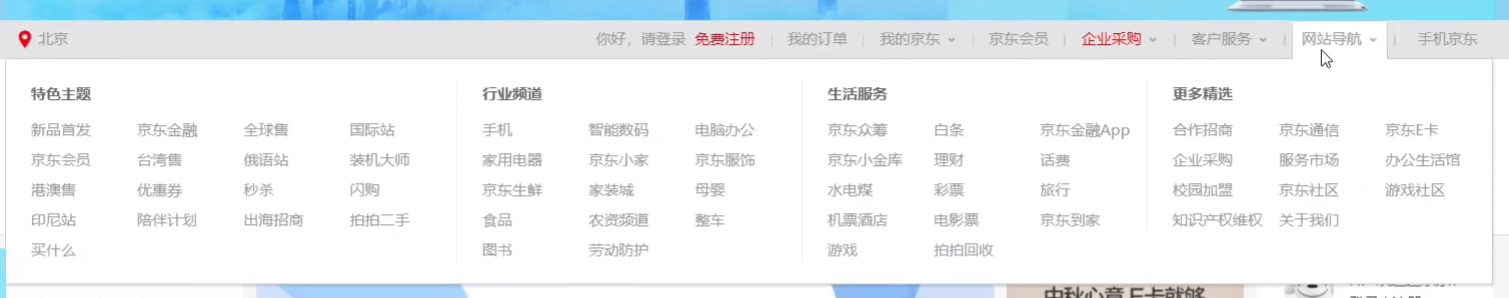 北京
你好，请登录 免费注册 我的订单 我的京东 京东会员 企业采购 客户服务 网站导航 手机京东
特色主题
新品首发 京东金融 全球售 国际站
京东会员 台湾售 俄语站 装机大师
港澳售 优惠券 秒杀 闪购
印尼站 陪伴计划 出海招商 拍拍二手
买什么
行业频道
手机 智能数码 电脑办公
家用电器 京东小家 京东服饰
京东生鲜 家装城 母婴
食品 农资频道 整车
图书 劳动防护
生活服务
京东众筹 白条 京东金融App
京东小金库 理财 话费
水电煤 彩票 旅行
机票酒店 电影票 京东到家
游戏 拍拍回收
更多精选
合作招商 京东通信 京东E卡
企业采购 服务市场 办公生活馆
校园加盟 京东社区 游戏社区
知识产权维权 关于我们